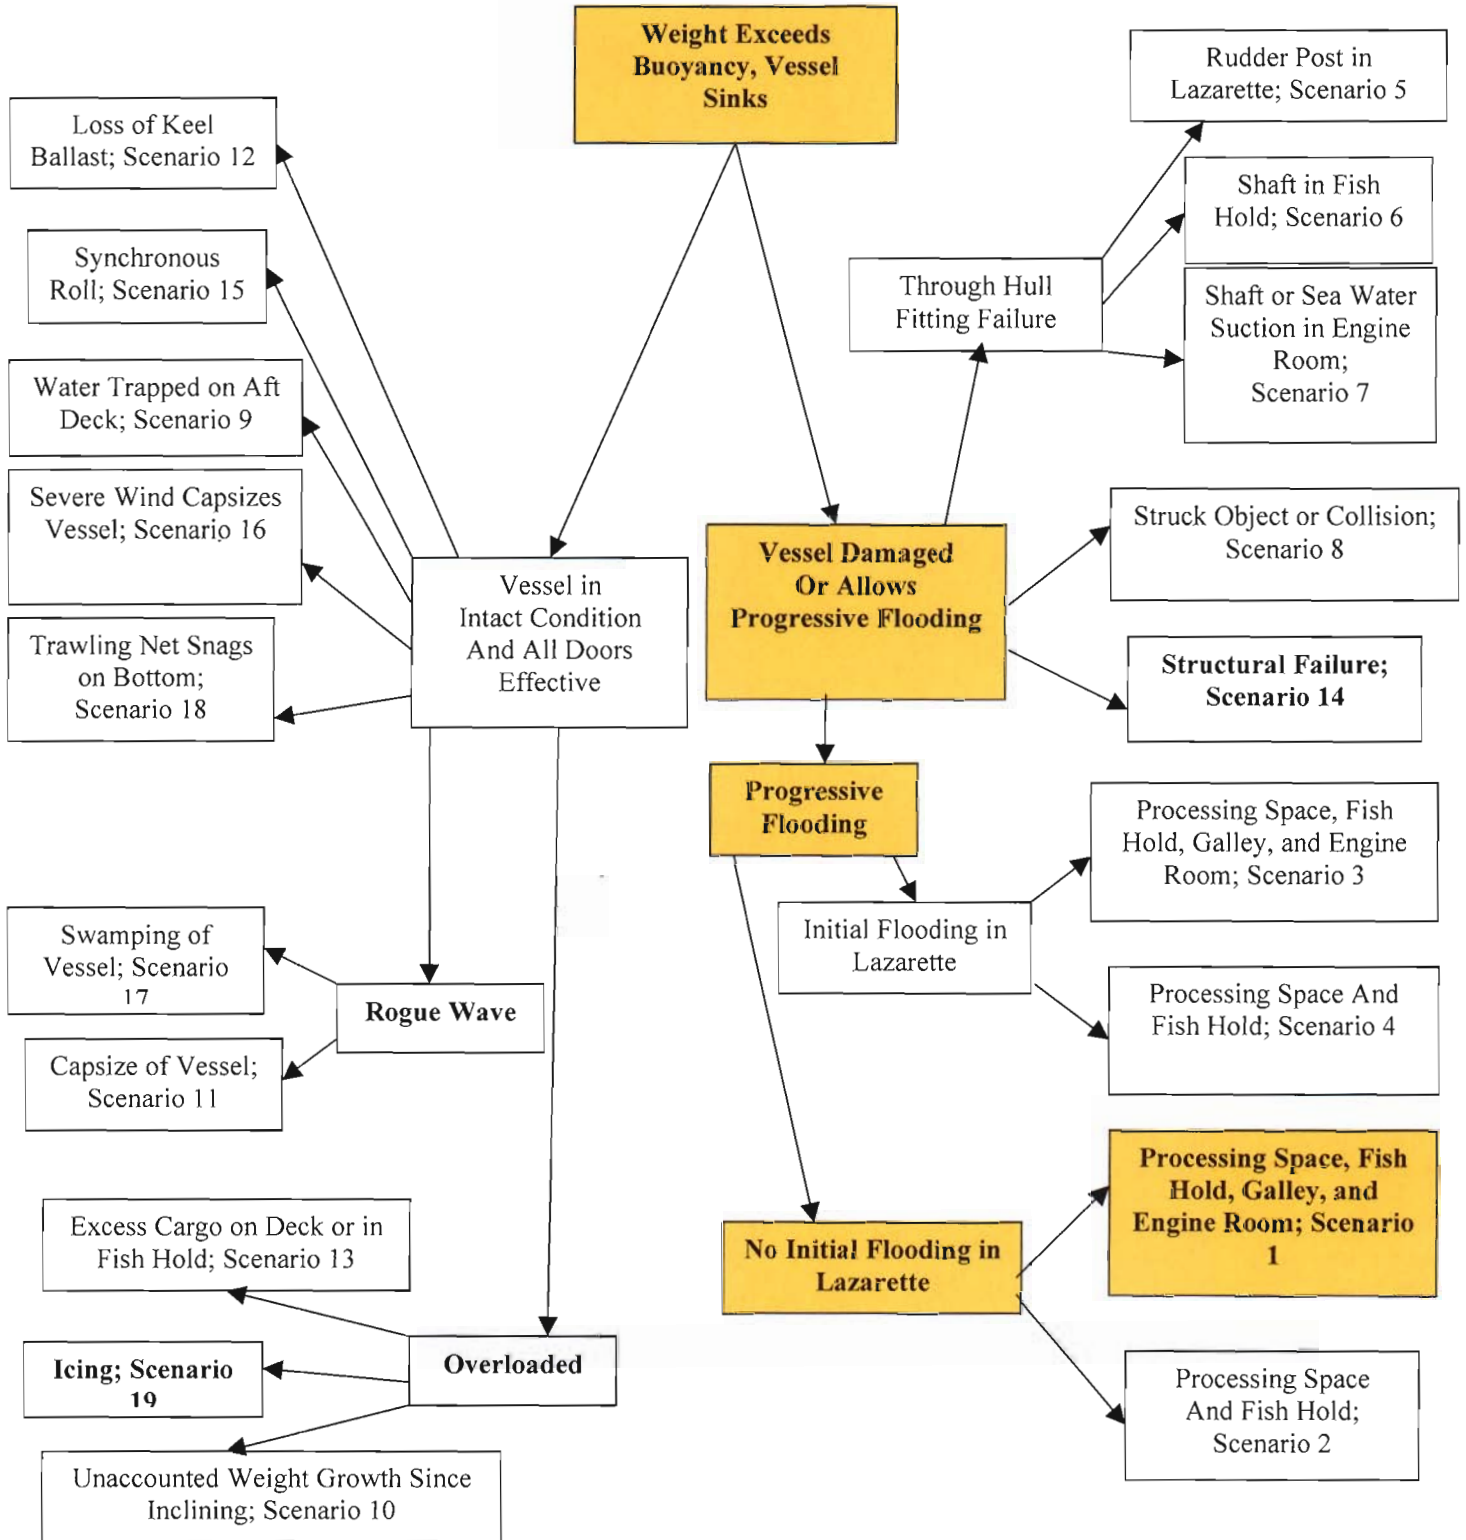 Weight Exceeds
Buoyancy, Vessel
Sinks
Rudder Post in
Lazarette; Scenario 5
Loss of Keel
Ballast; Scenario 12
Shaft in Fish
Hold; Scenario 6
Synchronous
Roll; Scenario 15
Through Hull
Fitting Failure
Shaft or Sea Water
Suction in Engine
Room;
Scenario 7
Water Trapped on Aft
Deck; Scenario 9
Severe Wind Capsizes
Vessel; Scenario 16
Struck Object or Collision;
Scenario 8
Vessel Damaged
Or Allows
Progressive Flooding
Vessel in
Intact Condition
And All Doors
Effective
Trawling Net Snags
on Bottom;
Scenario 18
Structural Failure;
Scenario 14
Progressive
Flooding
Processing Space, Fish
Hold, Galley, and Engine
Room; Scenario 3
Initial Flooding in
Lazarette
Swamping of
Vessel; Scenario
17
Rogue Wave
Processing Space And
Fish Hold; Scenario 4
Capsize of Vessel;
Scenario 11
Processing Space, Fish
Hold, Galley, and
Engine Room; Scenario
1
Excess Cargo on Deck or in
Fish Hold; Scenario 13
No Initial Flooding in
Lazarette
Icing; Scenario
19
Overloaded
Processing Space
And Fish Hold;
Scenario 2
Unaccounted Weight Growth Since
Inclining; Scenario 10